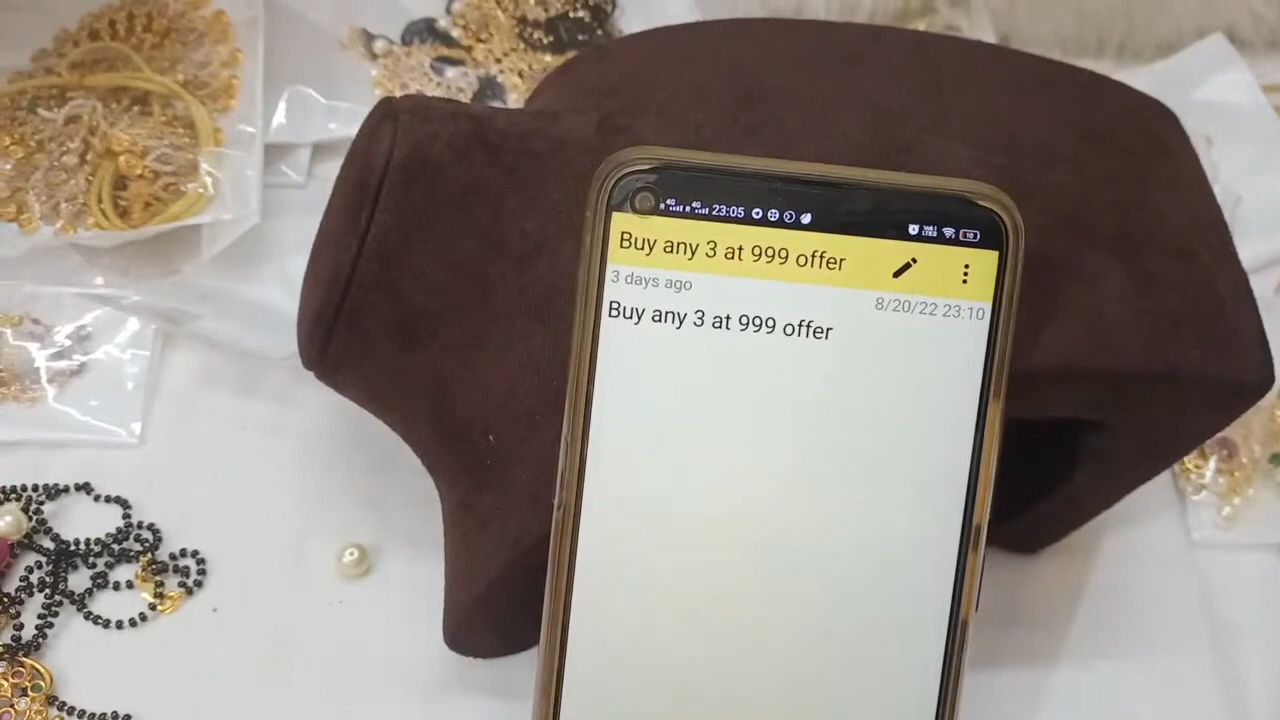 23:05
Buy any 3 at 999 offer
3 days ago
8/20/22 23:10
Buy any 3 at 999 offer